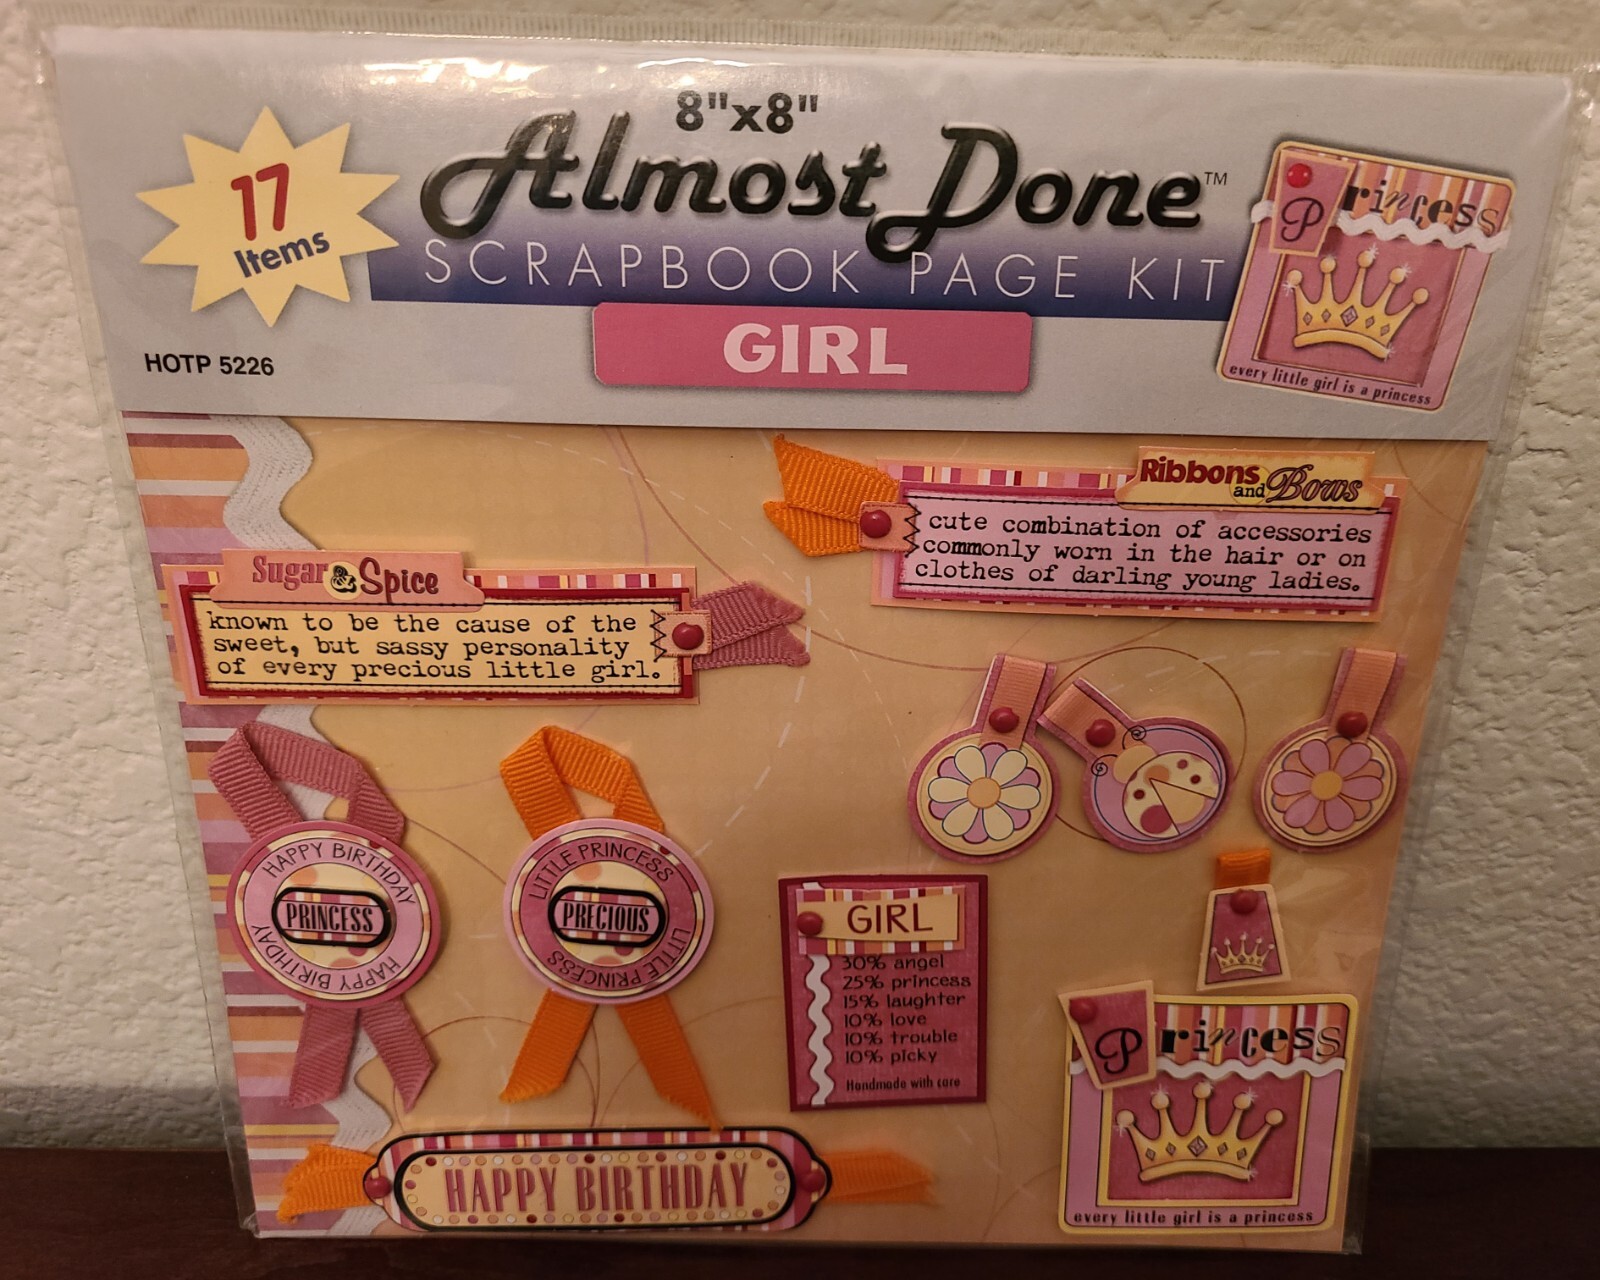 8"x8"
17
Items
Almost Done™
SCRAPBOOK PAGE KIT
GIRL
HOTP 5226
P
Princess
every little girl is a princess
Ribbons
and Bows
cute combination of accessories
commonly worn in the hair or on
clothes of darling young ladies.
Sugar & Spice
known to be the cause of the
sweet, but sassy personality
of every precious little girl.
HAPPY BIRTHDAY
PRINCESS
HAPPY BIRTHDAY
LITTLE PRINCESS
PRECIOUS
LITTLE PRINCESS
GIRL
30% angel
25% princess
15% laughter
10% love
10% trouble
10% picky
Handmade with care
P
Princess
every little girl is a princess
HAPPY BIRTHDAY